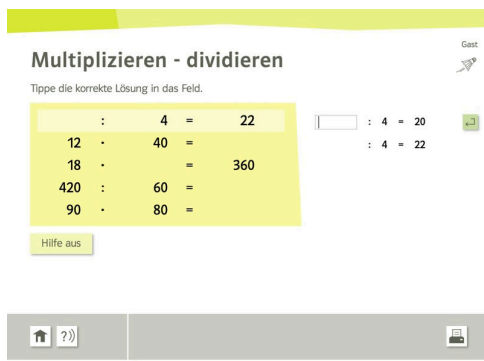 Gast
Multiplizieren - dividieren
Tippe die korrekte Lösung in das Feld.
: 4 = 22
12 · 40 =
18 · = 360
420 : 60 =
90 · 80 =
: 4 = 20
: 4 = 22
Hilfe aus
?))